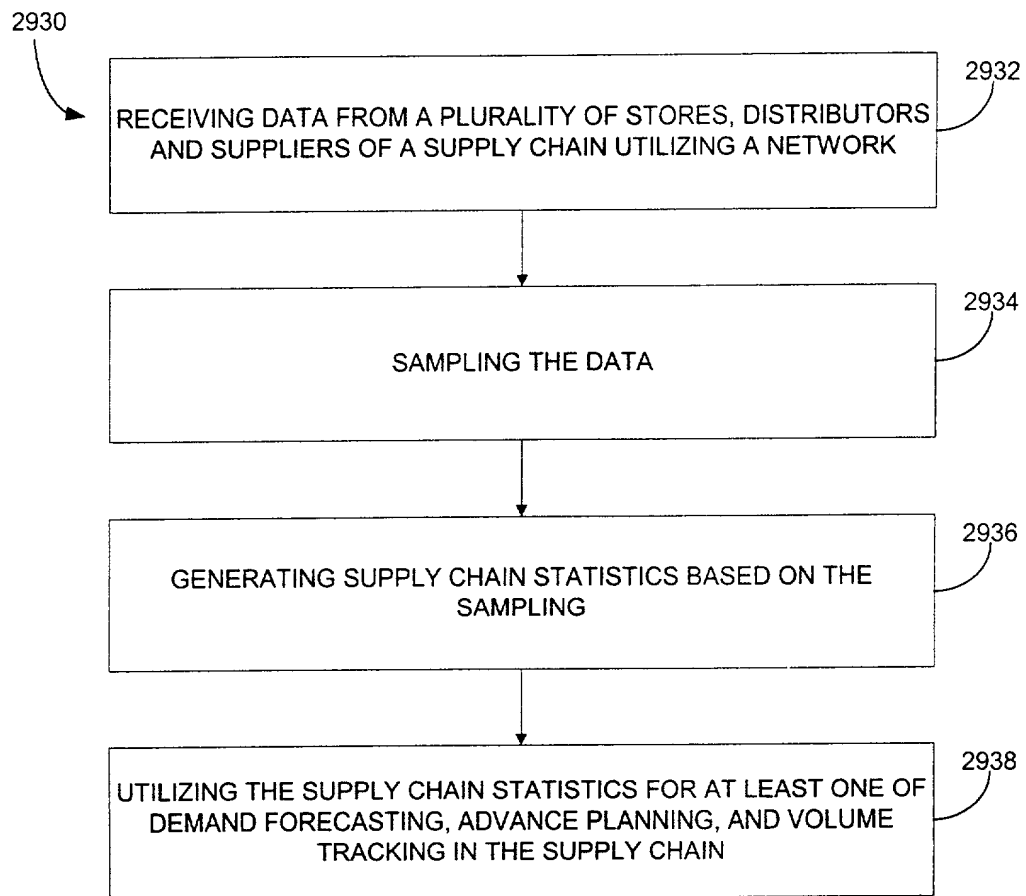 2930
2932
RECEIVING DATA FROM A PLURALITY OF STORES, DISTRIBUTORS
AND SUPPLIERS OF A SUPPLY CHAIN UTILIZING A NETWORK
2934
SAMPLING THE DATA
2936
GENERATING SUPPLY CHAIN STATISTICS BASED ON THE
SAMPLING
2938
UTILIZING THE SUPPLY CHAIN STATISTICS FOR AT LEAST ONE OF
DEMAND FORECASTING, ADVANCE PLANNING, AND VOLUME
TRACKING IN THE SUPPLY CHAIN